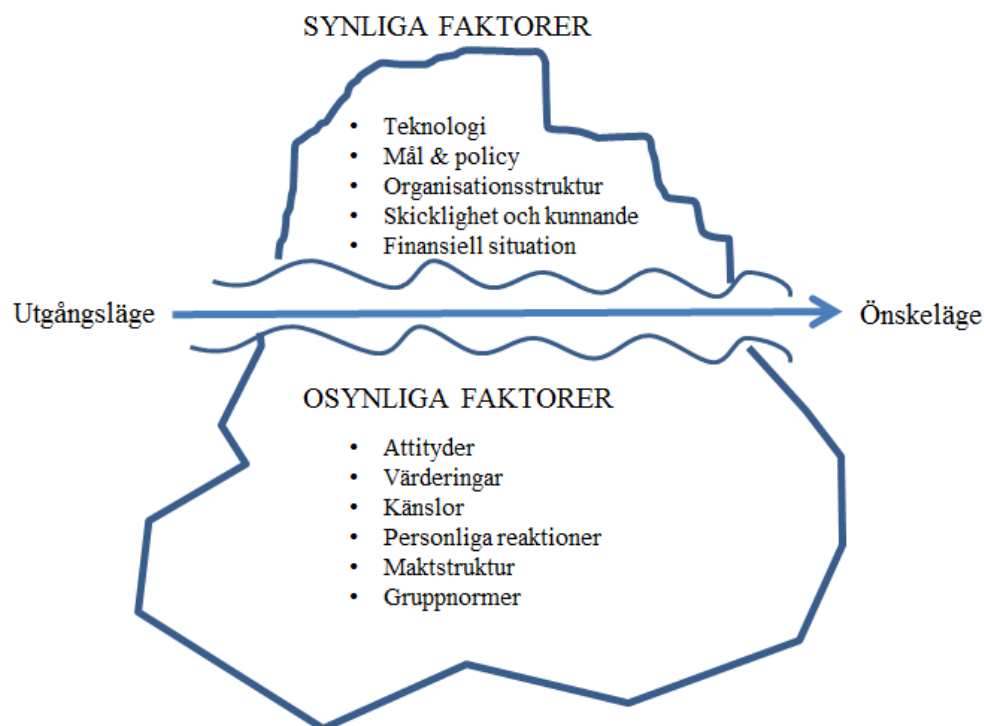 SYNLIGA FAKTORER
• Teknologi
• Mål & policy
• Organisationsstruktur
• Skicklighet och kunnande
• Finansiell situation
Utgångsläge
Önskeläge
OSYNLIGA FAKTORER
• Attityder
• Värderingar
• Känslor
• Personliga reaktioner
• Maktstruktur
• Gruppnormer